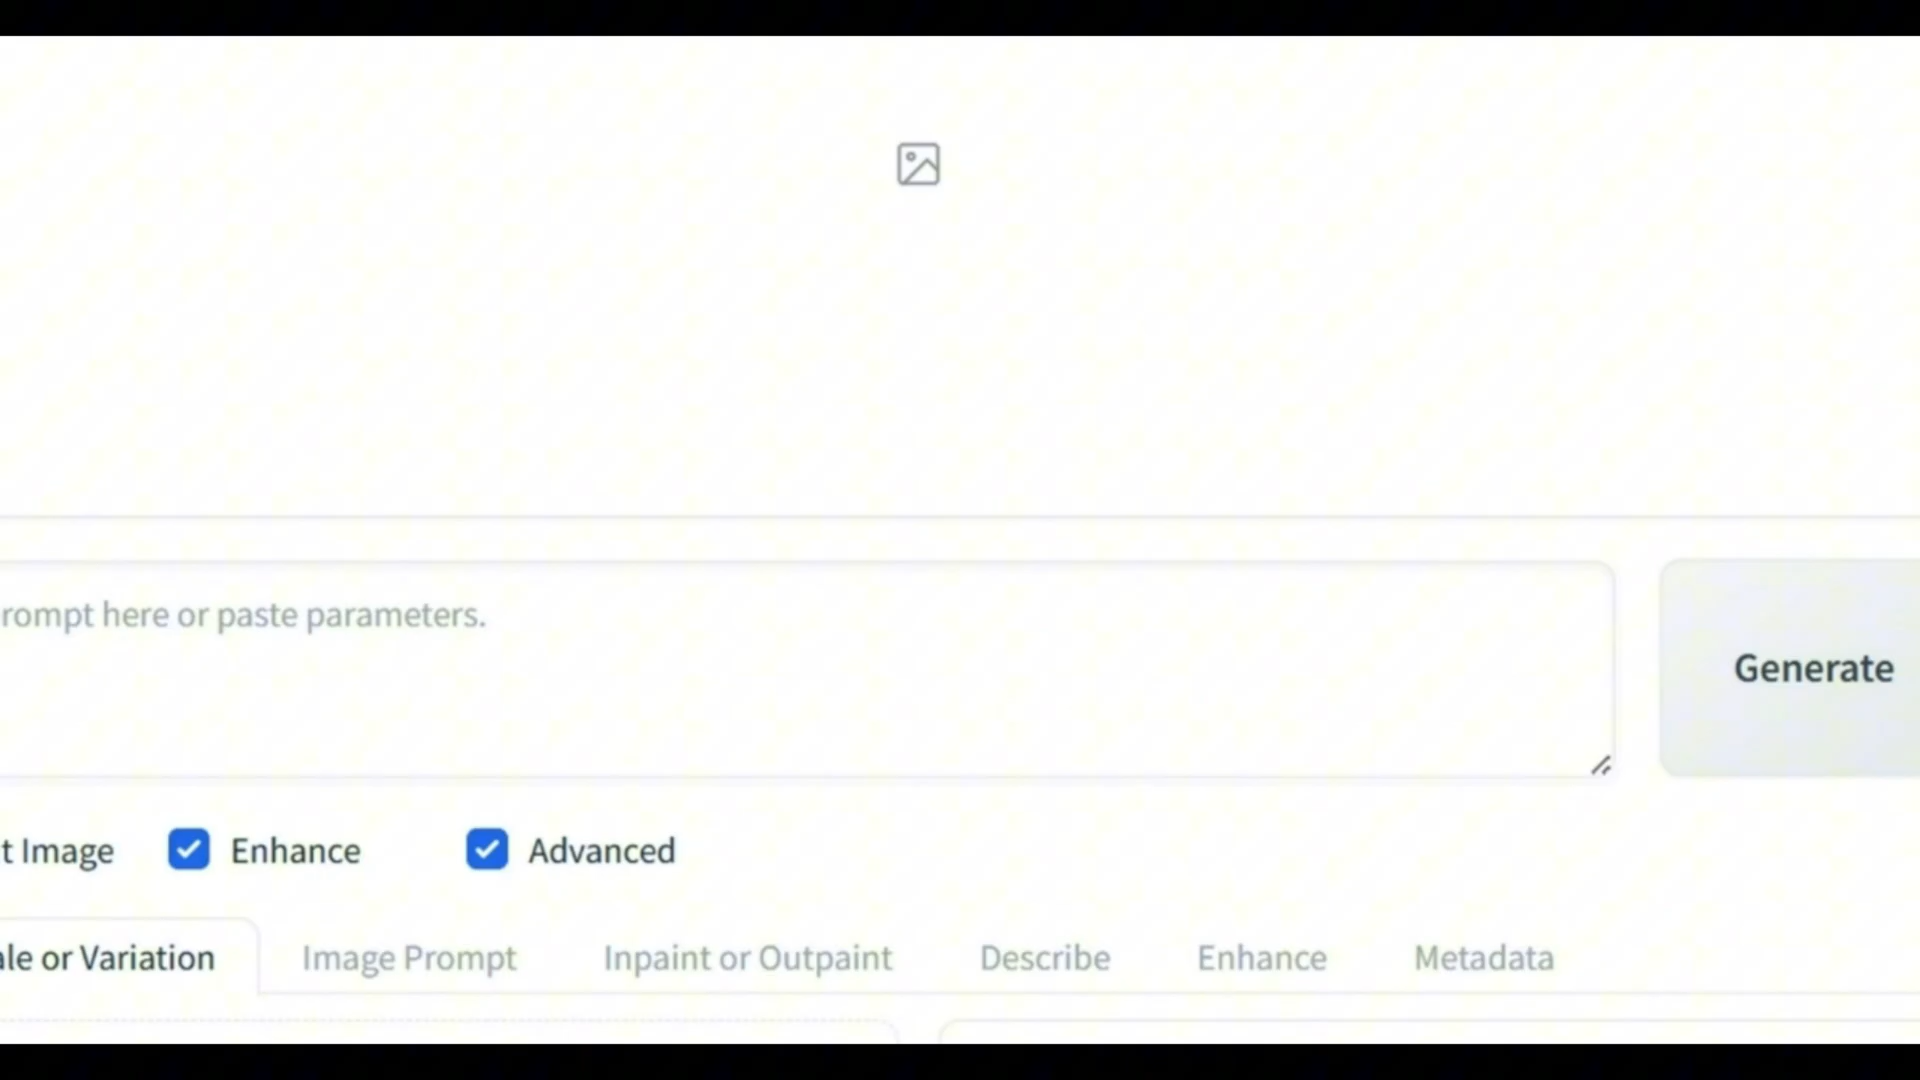 rompt here or paste parameters.
Generate
t Image Enhance Advanced
ale or Variation Image Prompt Inpaint or Outpaint Describe Enhance Metadata